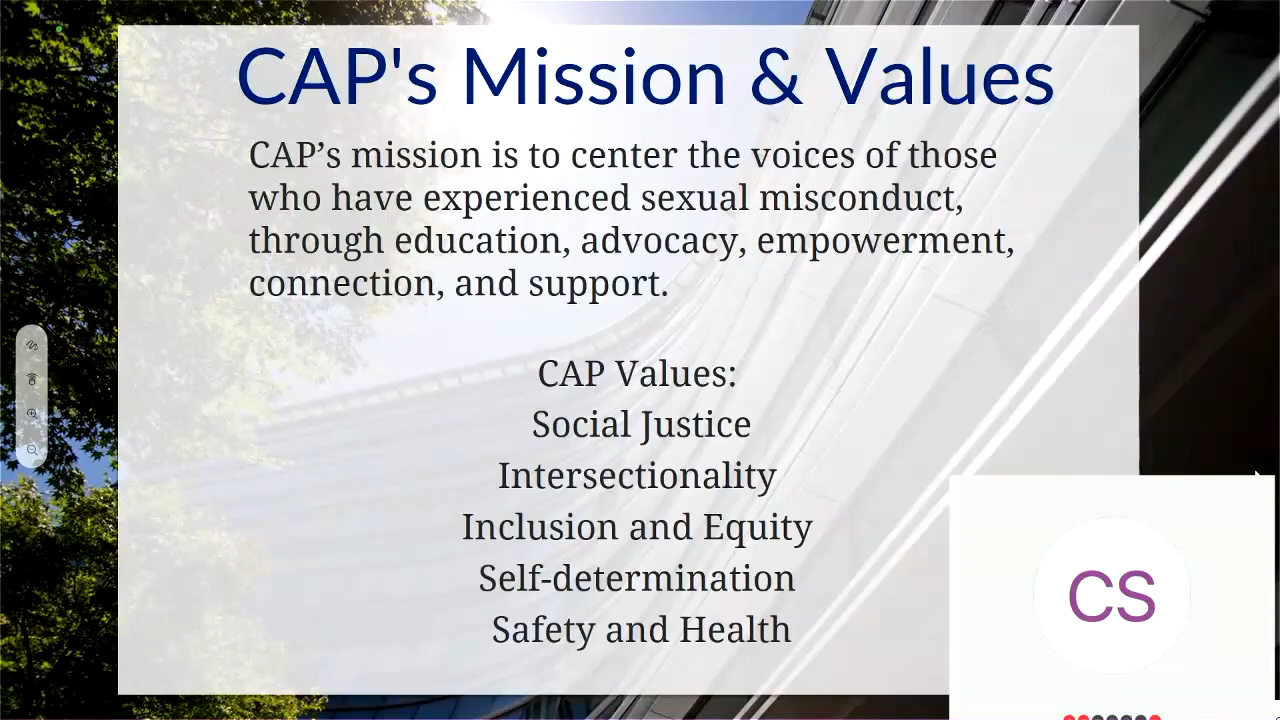 CAP's Mission & Values
CAP’s mission is to center the voices of those
who have experienced sexual misconduct,
through education, advocacy, empowerment,
connection, and support.
CAP Values:
Social Justice
Intersectionality
Inclusion and Equity
Self-determination
Safety and Health
CS